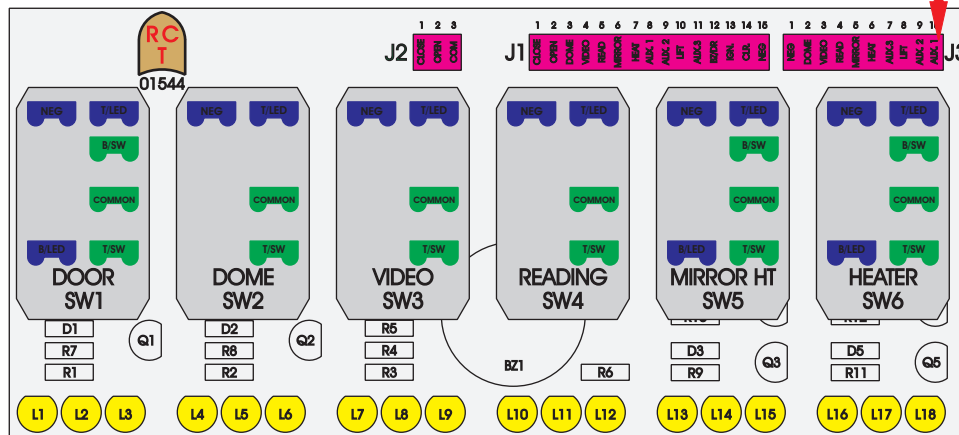 RC
T
01544
J2
1 2 3
CLOSE OPEN COM
J1
1 2 3 4 5 6 7 8 9 10 11 12 13 14 15
CLOSE OPEN DOME VIDEO READ MIRROR HEAT AUX. 1 AUX. 2 LIFT AUX.3 BZ/DR IGN. CLR. NEG
1 2 3 4 5 6 7 8 9
NEG DOME VIDEO READ MIRROR HEAT AUX.3 LIFT AUX. 2 AUX. 1
J3
NEG T/LED NEG T/LED NEG T/LED NEG T/LED NEG T/LED NEG T/LED
B/SW B/SW B/SW
COMMON COMMON COMMON COMMON COMMON COMMON
B/LED T/SW T/SW T/SW T/SW B/LED T/SW B/LED T/SW
DOOR DOME VIDEO READING MIRROR HT HEATER
SW1 SW2 SW3 SW4 SW5 SW6
D1 Q1 D2 Q2 R5
R7 R8 R4 D3 Q3 D5 Q5
R1 R2 R3 BZ1 R6 R9 R11
L1 L2 L3 L4 L5 L6 L7 L8 L9 L10 L11 L12 L13 L14 L15 L16 L17 L18